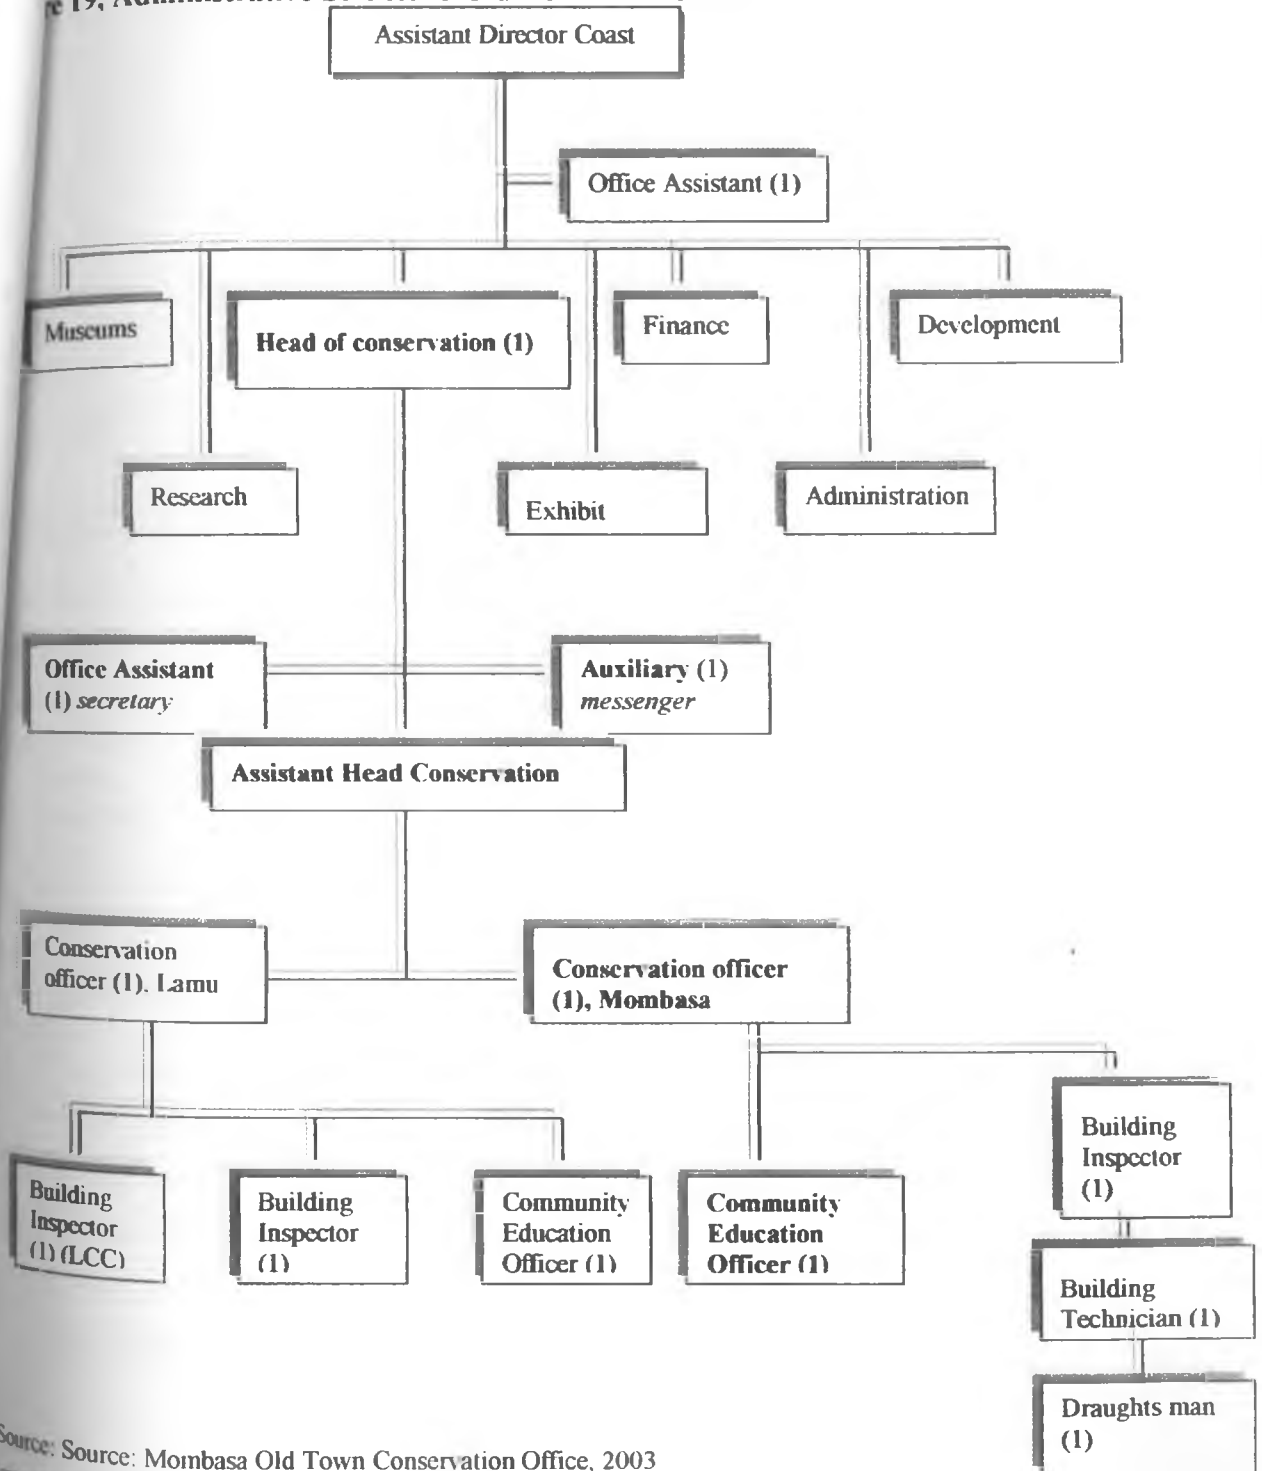 19, Administrative
Assistant Director Coast
Office Assistant (1)
Museums
Head of conservation (1)
Finance
Development
Research
Exhibit
Administration
Office Assistant
(1) secretary
Auxiliary (1)
messenger
Assistant Head Conservation
Conservation
officer (1). Lamu
Conservation officer
(1), Mombasa
Building
Inspector
(1) (LCC)
Building
Inspector
(1)
Community
Education
Officer (1)
Community
Education
Officer (1)
Building
Inspector
(1)
Building
Technician (1)
Draughts man
(1)
Source: Source: Mombasa Old Town Conservation Office, 2003